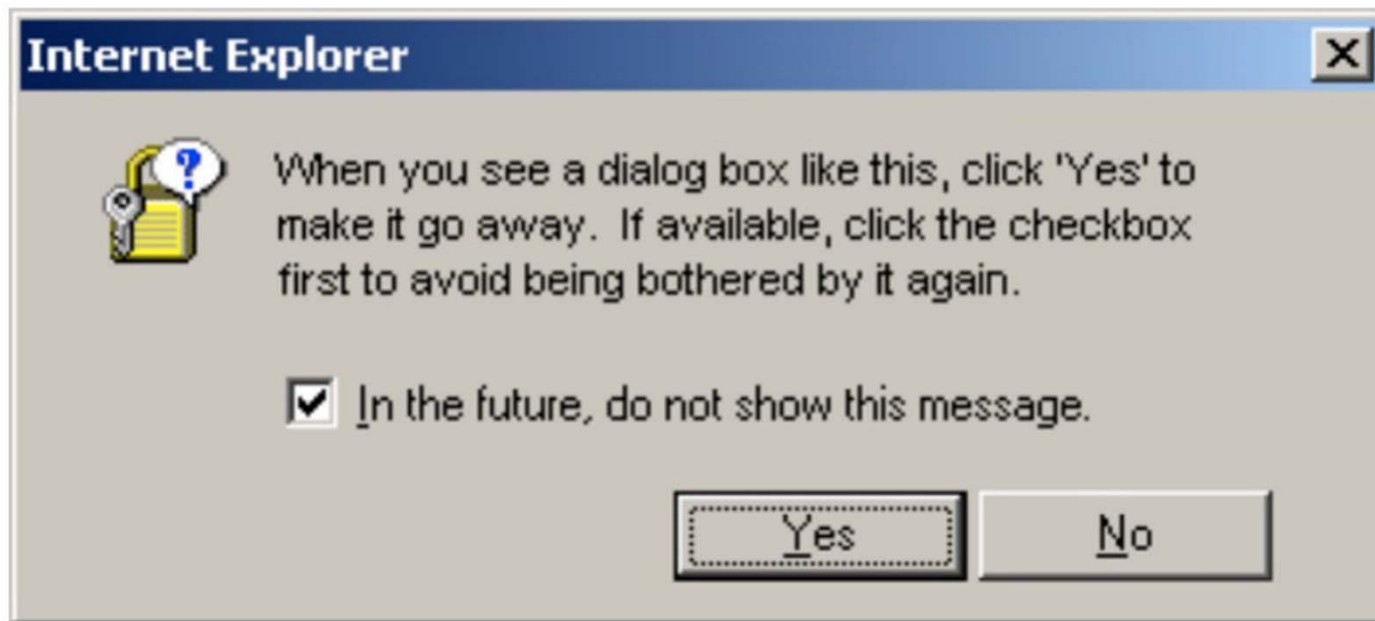 Internet Explorer
When you see a dialog box like this, click 'Yes' to
make it go away.  If available, click the checkbox
first to avoid being bothered by it again.
In the future, do not show this message.
Yes No